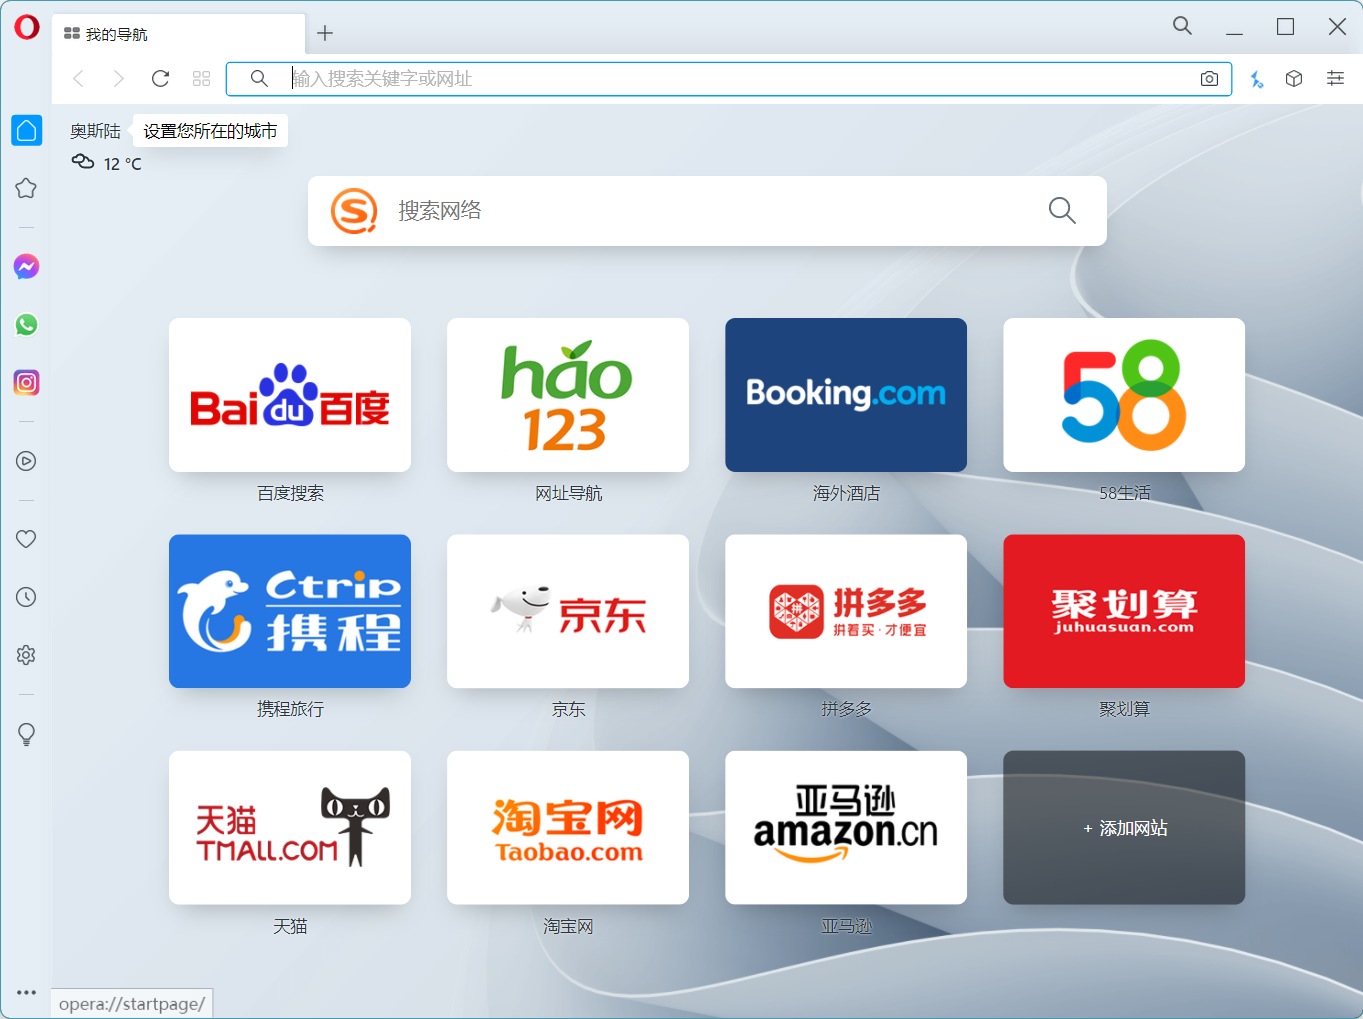 我的导航
输入搜索关键字或网址
奥斯陆
设置您所在的城市
12 °C
搜索网络
Bai du 百度
hao
123
Booking.com
58
百度搜索
网址导航
海外酒店
58生活
Ctrip
携程
京东
拼
拼多多
拼着买·才便宜
聚划算
juhuasuan.com
携程旅行
京东
拼多多
聚划算
天猫
TMALL.COM
淘宝网
Taobao.com
亚马逊
amazon.cn
+ 添加网站
天猫
淘宝网
亚马逊
opera://startpage/